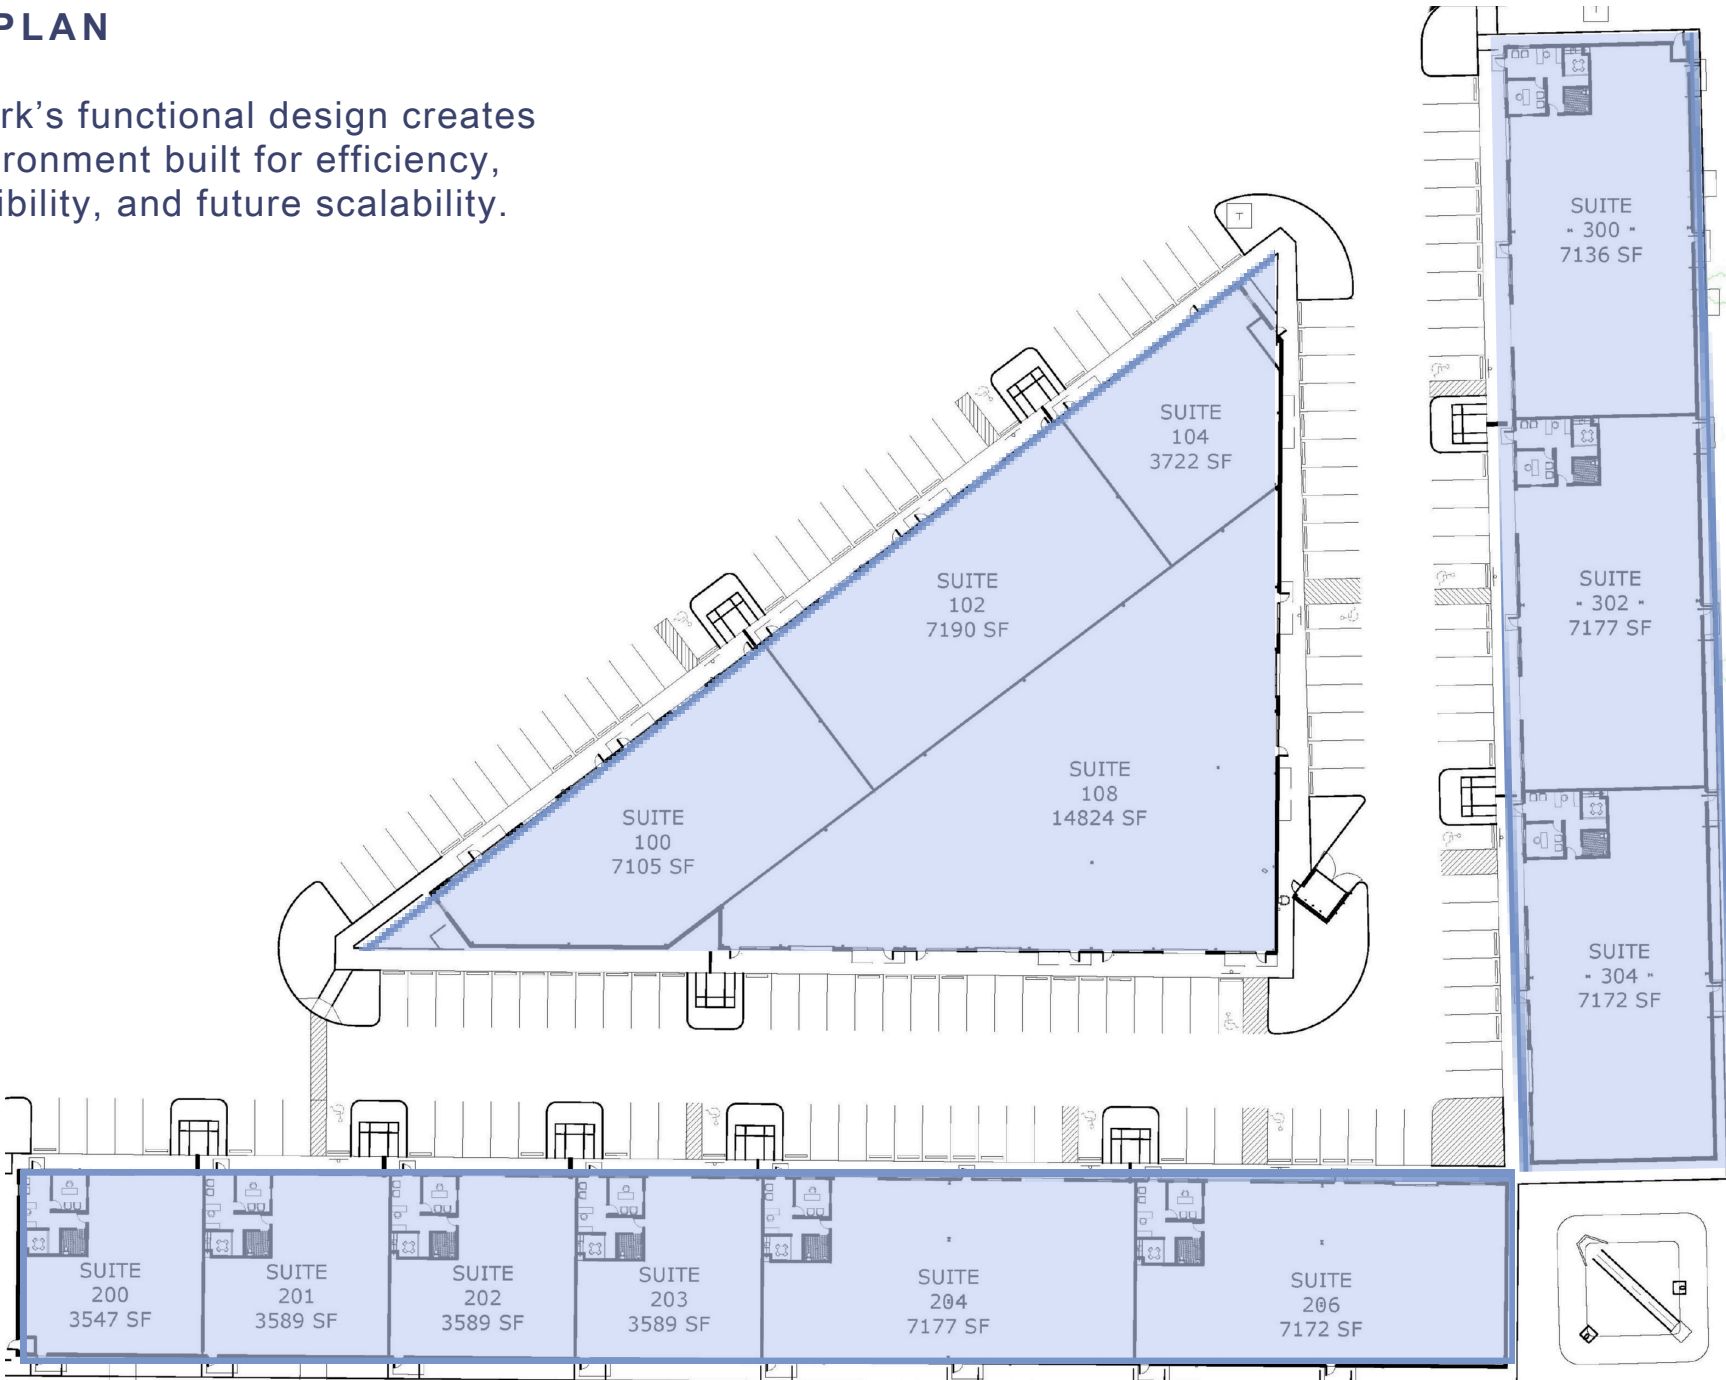 PLAN
rk’s functional design creates
ronment built for efficiency,
ibility, and future scalability.
T
T
SUITE
300
7136 SF
SUITE
104
3722 SF
SUITE
102
7190 SF
SUITE
302
7177 SF
SUITE
108
14824 SF
SUITE
100
7105 SF
SUITE
304
7172 SF
SUITE
200
3547 SF
SUITE
201
3589 SF
SUITE
202
3589 SF
SUITE
203
3589 SF
SUITE
204
7177 SF
SUITE
206
7172 SF